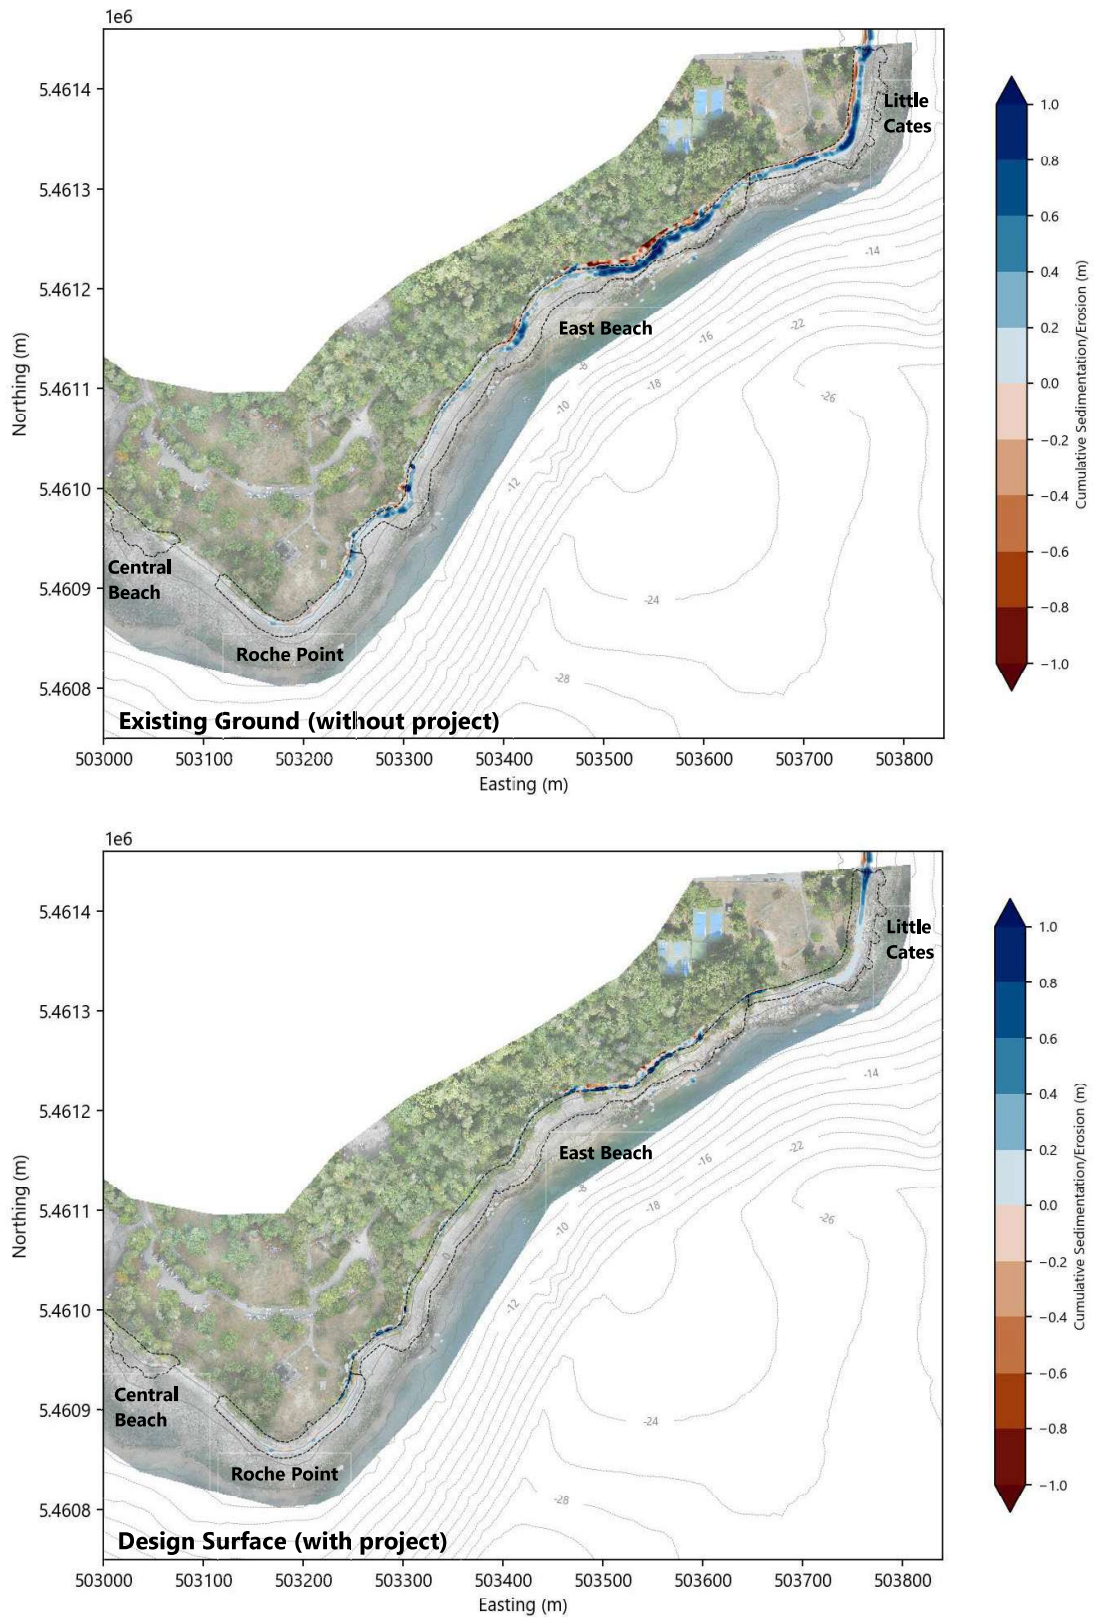 1e6
5.4614
5.4613
5.4612
5.4611
5.4610
5.4609
5.4608
Northing (m)
Little
Cates
East Beach
Central
Beach
Roche Point
Existing Ground (without project)
-14
-16
-22
-8
-18
-10
-26
-12
-24
-28
503000 503100 503200 503300 503400 503500 503600 503700 503800
Easting (m)
1.0
0.8
0.6
0.4
0.2
0.0
−0.2
−0.4
−0.6
−0.8
−1.0
Cumulative Sedimentation/Erosion (m)
1e6
5.4614
5.4613
5.4612
5.4611
5.4610
5.4609
5.4608
Northing (m)
Little
Cates
East Beach
Central
Beach
Roche Point
Design Surface (with project)
-14
-16
-22
-8
-18
-10
-26
0
-12
-24
-28
503000 503100 503200 503300 503400 503500 503600 503700 503800
Easting (m)
1.0
0.8
0.6
0.4
0.2
0.0
−0.2
−0.4
−0.6
−0.8
−1.0
Cumulative Sedimentation/Erosion (m)